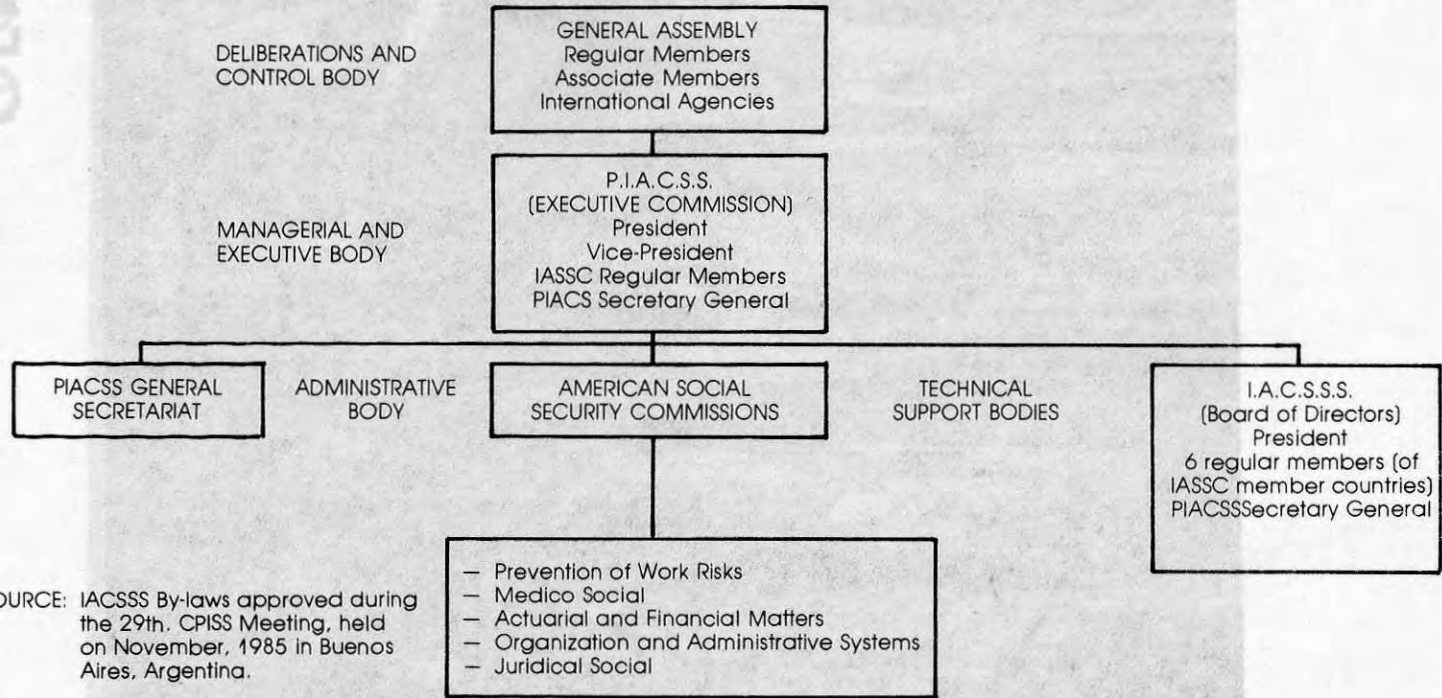 DELIBERATIONS AND
CONTROL BODY
GENERAL ASSEMBLY
Regular Members
Associate Members
International Agencies
MANAGERIAL AND
EXECUTIVE BODY
P.I.A.C.S.S.
(EXECUTIVE COMMISSION)
President
Vice-President
IASSC Regular Members
PIACS Secretary General
PIACSS GENERAL
SECRETARIAT
ADMINISTRATIVE
BODY
AMERICAN SOCIAL
SECURITY COMMISSIONS
TECHNICAL
SUPPORT BODIES
I.A.C.S.S.S.
(Board of Directors)
President
6 regular members (of
IASSC member countries)
PIACSSSecretary General
— Prevention of Work Risks
— Medico Social
— Actuarial and Financial Matters
— Organization and Administrative Systems
— Juridical Social
OURCE: IACSSS By-laws approved during
the 29th. CPISS Meeting, held
on November, 1985 in Buenos
Aires, Argentina.